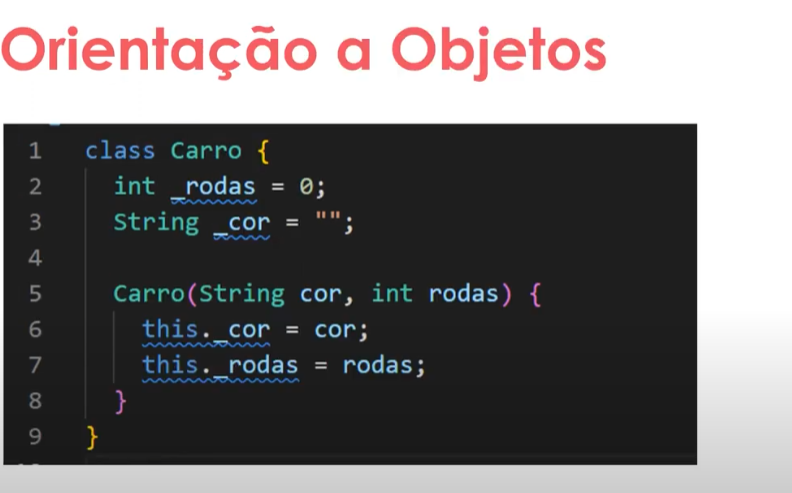 Orientação a Objetos
1 class Carro {
2 int _rodas = 0;
3 String _cor = "";
4
5 Carro(String cor, int rodas) {
6 this._cor = cor;
7 this._rodas = rodas;
8 }
9 }